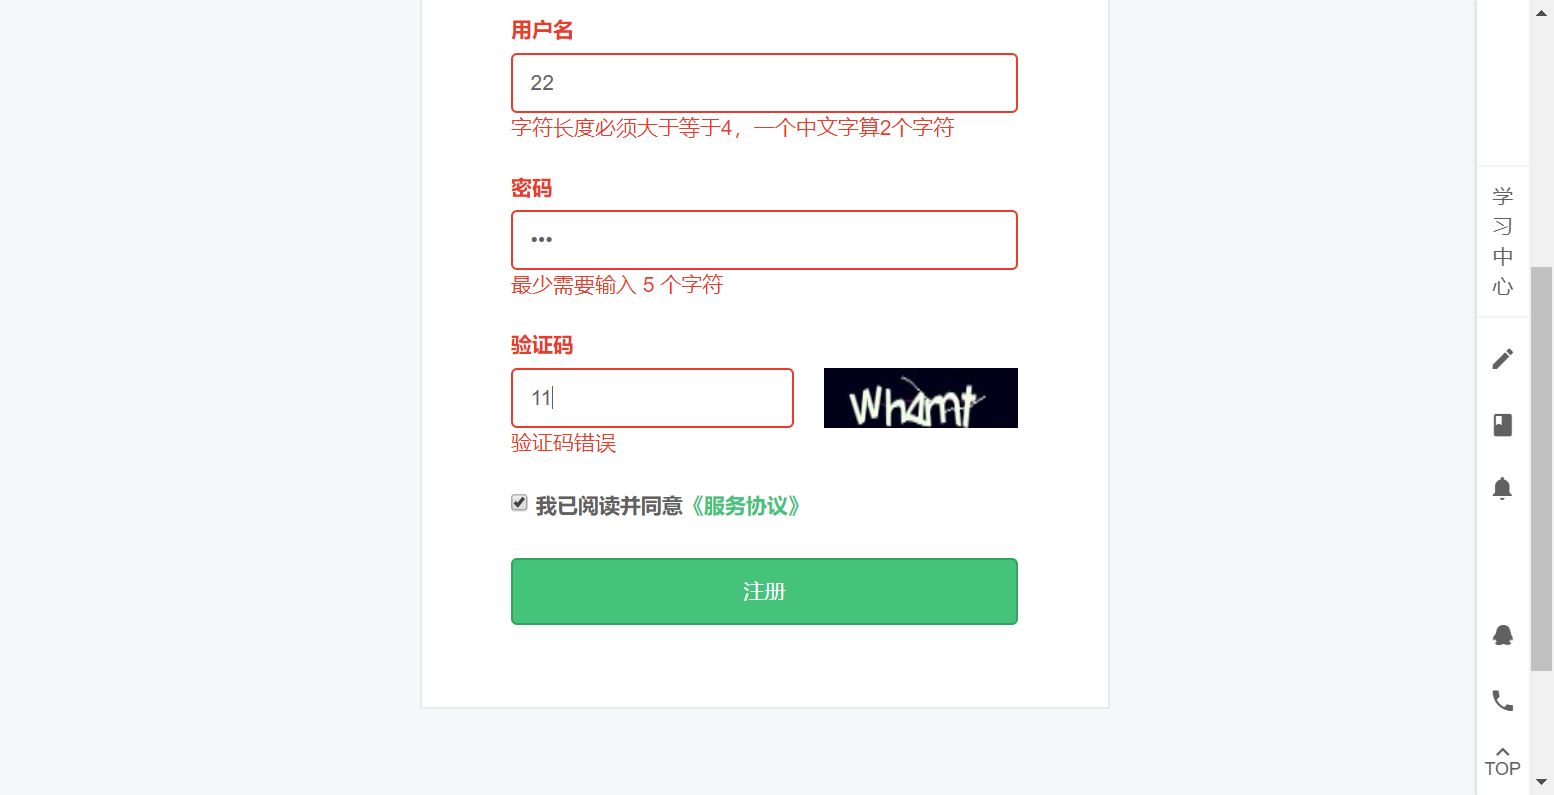 用户名
22
字符长度必须大于等于4，一个中文字算2个字符
密码
•••
最少需要输入 5 个字符
验证码
11
验证码错误
我已阅读并同意《服务协议》
注册
学
习
中
心
TOP